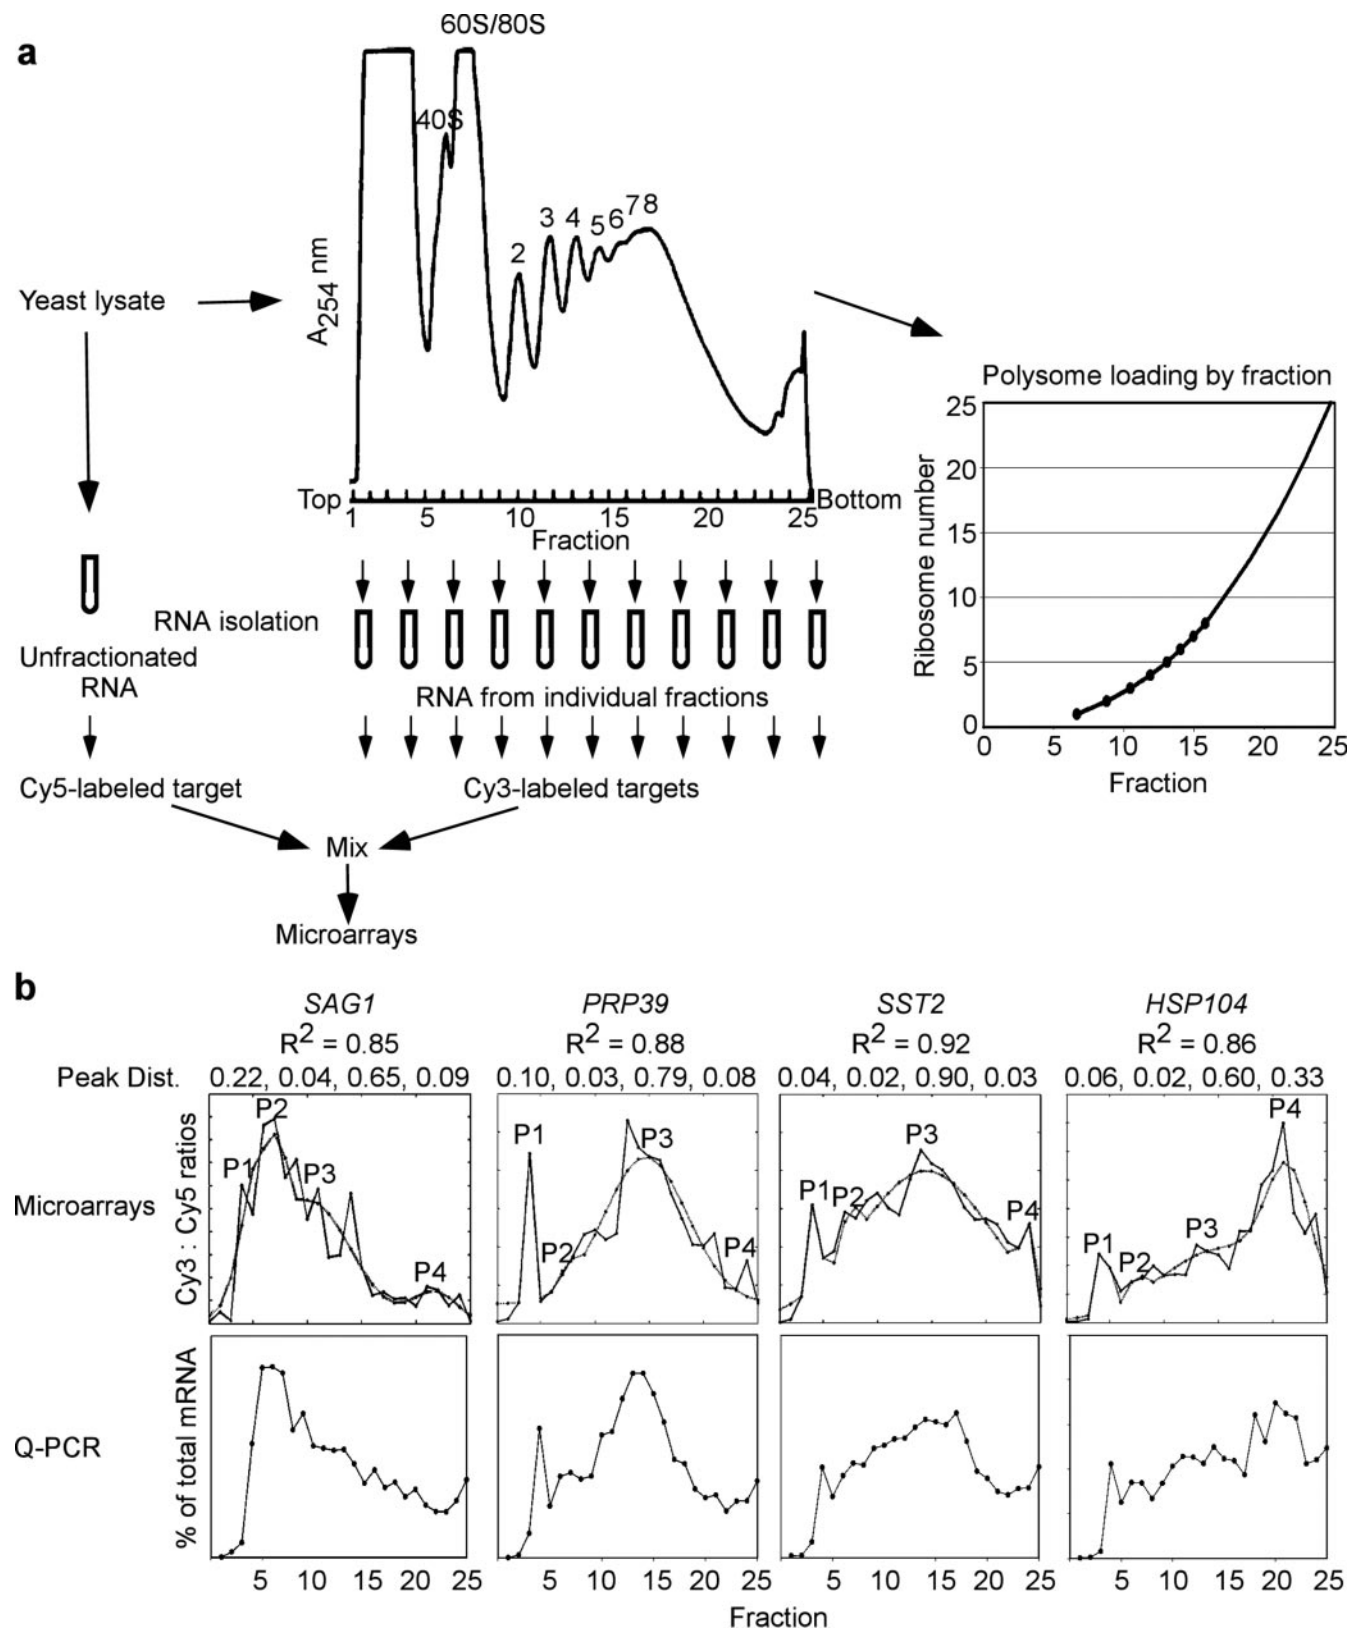 a
60S/80S
40S
2
3
4
5
6
7
8
A254 nm
Yeast lysate
Top
Bottom
1 5 10 15 20 25
Fraction
Polysome loading by fraction
Ribosome number
25
20
15
10
5
0
0 5 10 15 20 25
Fraction
RNA isolation
Unfractionated
RNA
RNA from individual fractions
Cy5-labeled target
Cy3-labeled targets
Mix
Microarrays
b
SAG1 PRP39 SST2 HSP104
R2 = 0.85 R2 = 0.88 R2 = 0.92 R2 = 0.86
Peak Dist. 0.22, 0.04, 0.65, 0.09 0.10, 0.03, 0.79, 0.08 0.04, 0.02, 0.90, 0.03 0.06, 0.02, 0.60, 0.33
Microarrays
Cy3 : Cy5 ratios
P1 P2 P3 P4
P1 P2 P3 P4
P1 P2 P3 P4
P1 P2 P3 P4
Q-PCR
% of total mRNA
5 10 15 20 25 5 10 15 20 25 5 10 15 20 25 5 10 15 20 25
Fraction